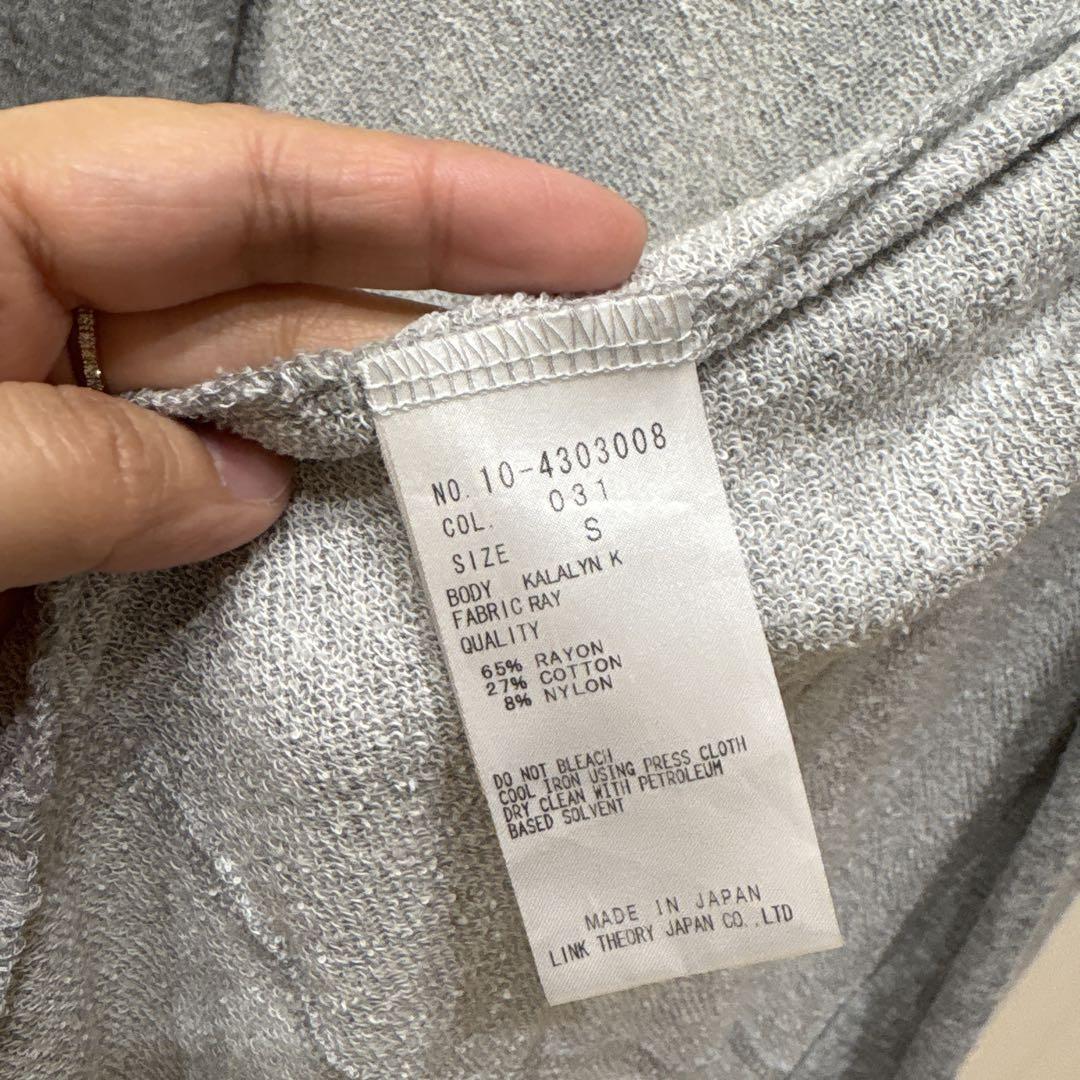 NO. 10-4303008
COL. 031
SIZE S
BODY KALALYN K
FABRIC RAY
QUALITY
65% RAYON
27% COTTON
8% NYLON
DO NOT BLEACH
COOL IRON USING PRESS CLOTH
DRY CLEAN WITH PETROLEUM
BASED SOLVENT
MADE IN JAPAN
LINK THEORY JAPAN CO.,LTD